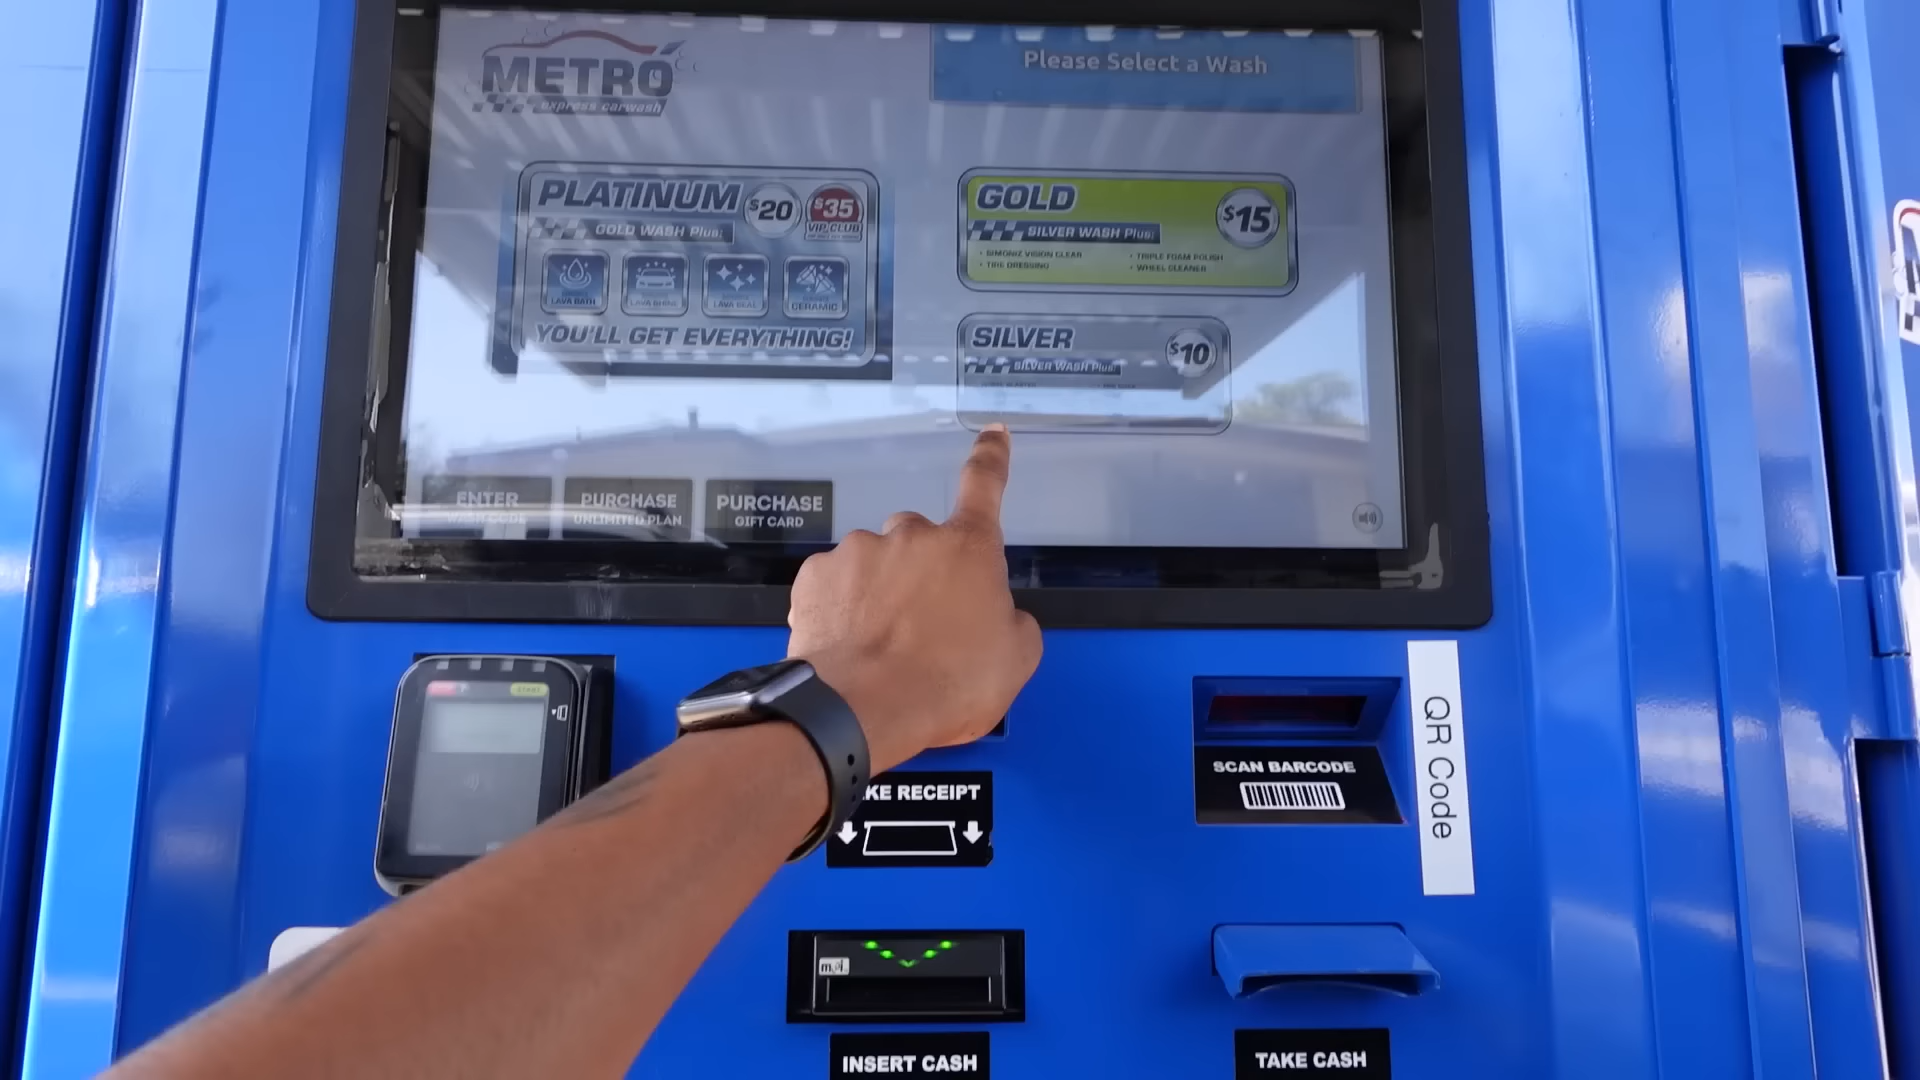 METRO
express carwash
Please Select a Wash
PLATINUM $20 $35
VIP CLUB
GOLD WASH Plus:
LAVA BATH LAVA SHINE LAVA SEAL CERAMIC
YOU'LL GET EVERYTHING!
GOLD $15
SILVER WASH Plus:
• SIMONIZ VISION CLEAR • TRIPLE FOAM POLISH
• TIRE DRESSING • WHEEL CLEANER
SILVER $10
SILVER WASH Plus:
ENTER
WASH CODE
PURCHASE
UNLIMITED PLAN
PURCHASE
GIFT CARD
KE RECEIPT
SCAN BARCODE
QR Code
INSERT CASH
TAKE CASH